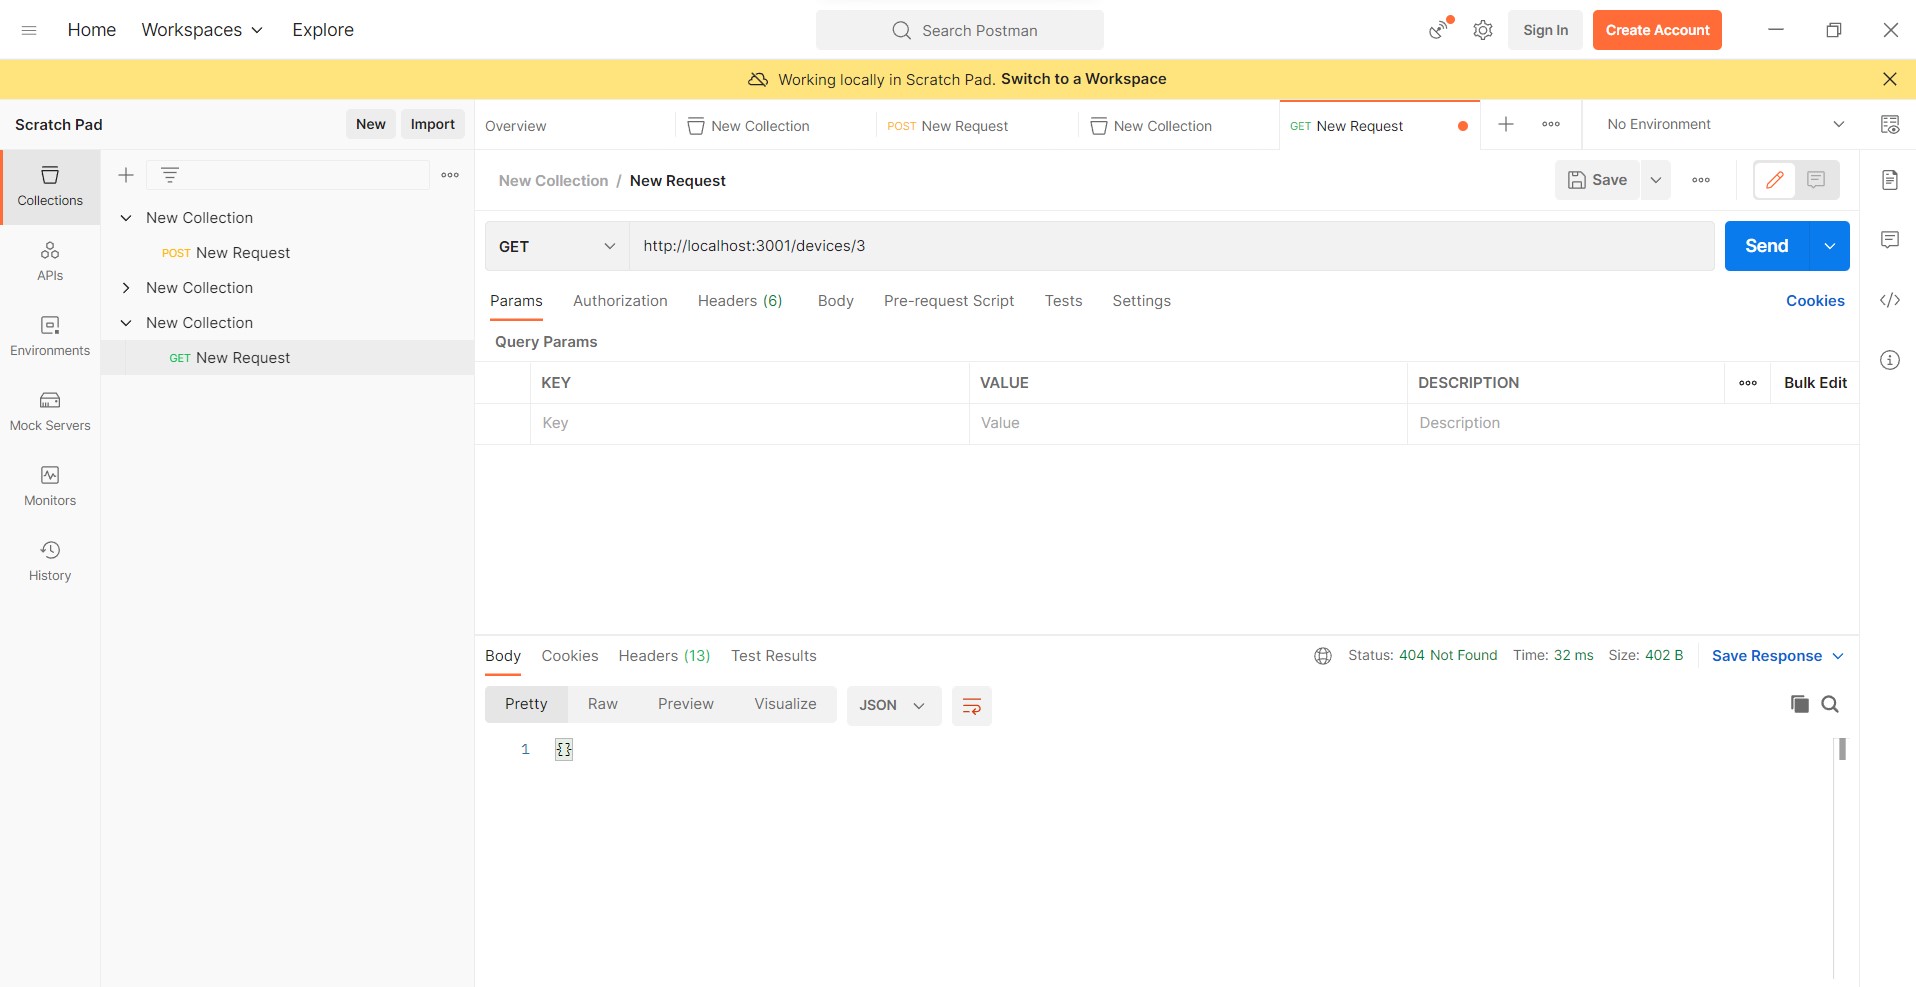 Home Workspaces Explore Search Postman Sign In Create Account
Working locally in Scratch Pad. Switch to a Workspace
Scratch Pad New Import Overview New Collection POST New Request New Collection GET New Request No Environment
Collections
APIs
Environments
Mock Servers
Monitors
History
New Collection
POST New Request
New Collection
New Collection
GET New Request
New Collection / New Request Save
GET http://localhost:3001/devices/3 Send
Params Authorization Headers (6) Body Pre-request Script Tests Settings Cookies
Query Params
KEY VALUE DESCRIPTION Bulk Edit
Key Value Description
Body Cookies Headers (13) Test Results Status: 404 Not Found Time: 32 ms Size: 402 B Save Response
Pretty Raw Preview Visualize JSON
1 {}